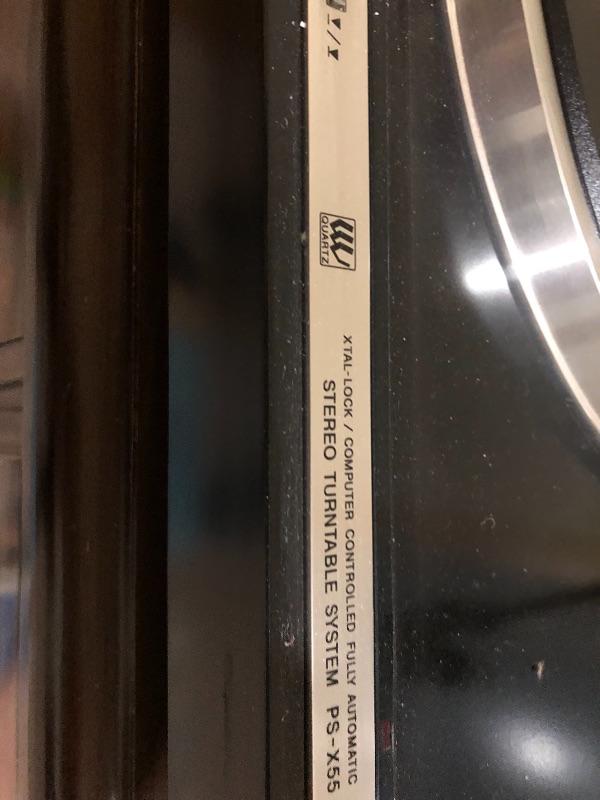 QUARTZ
XTAL-LOCK / COMPUTER CONTROLLED FULLY AUTOMATIC
STEREO TURNTABLE SYSTEM PS-X55